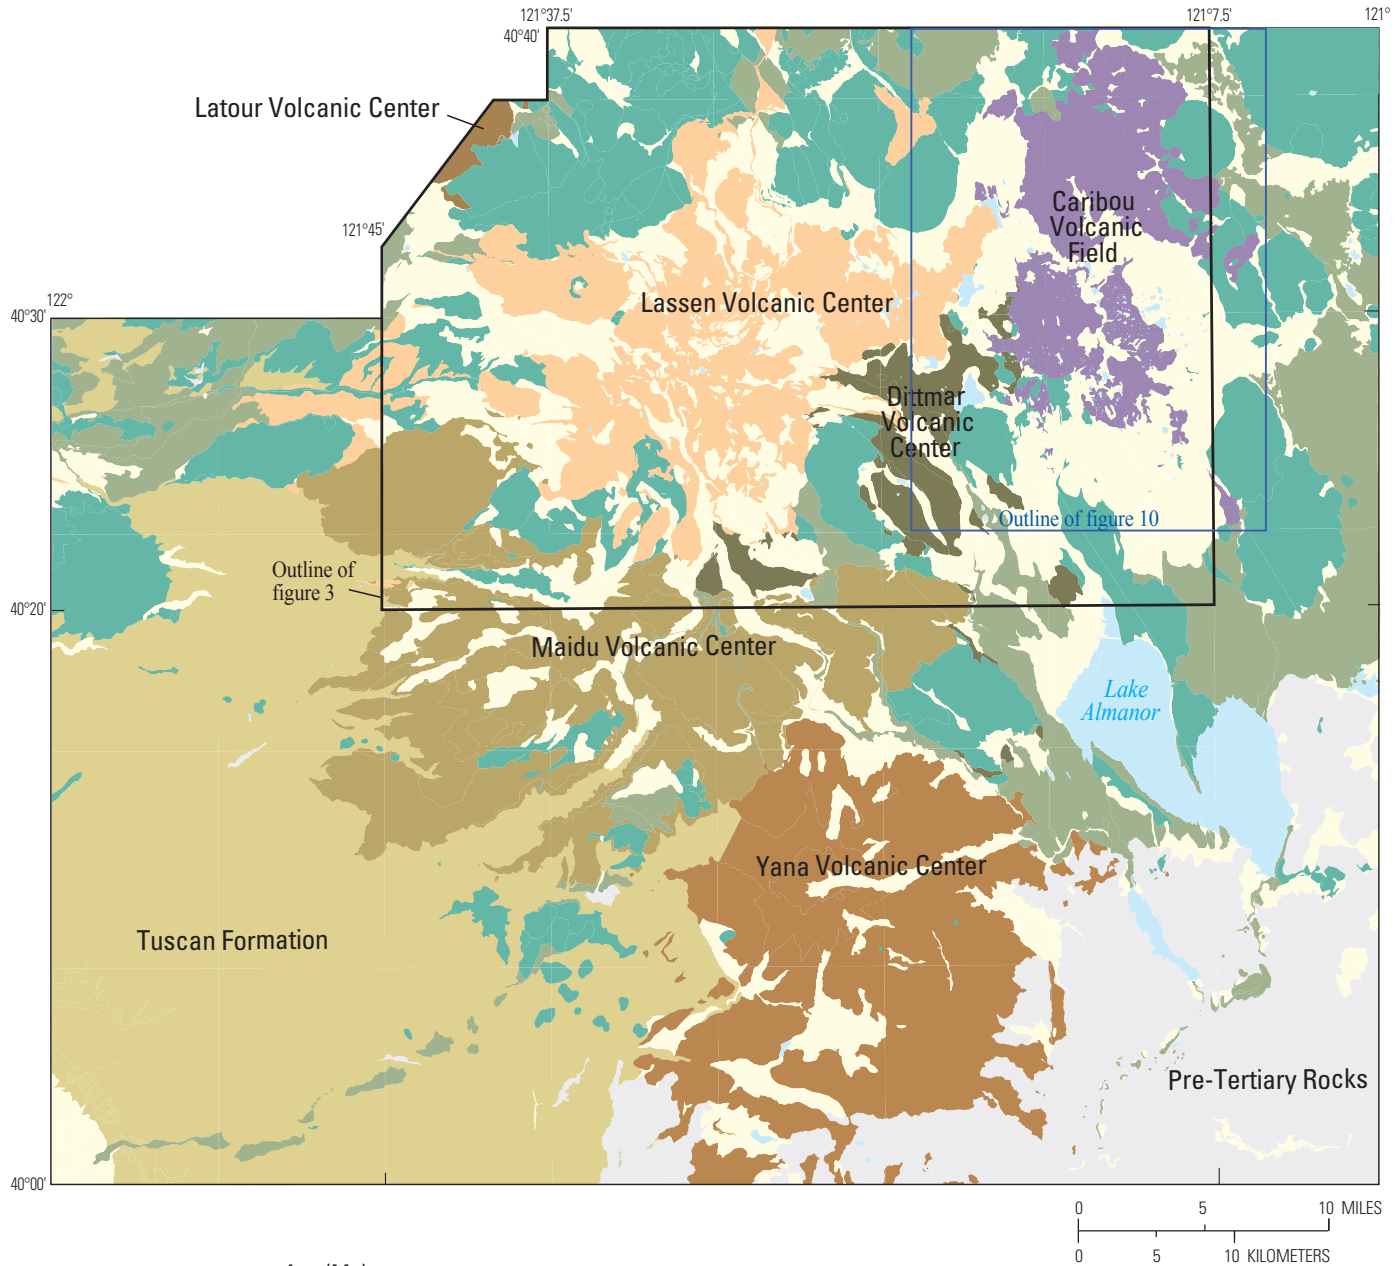 121°37.5'
121°7.5'
121°
40°40'
Latour Volcanic Center
Caribou
Volcanic
Field
121°45'
122°
40°30'
Lassen Volcanic Center
Dittmar
Volcanic
Center
Outline of figure 10
Outline of
figure 3
40°20'
Maidu Volcanic Center
Lake
Almanor
Yana Volcanic Center
Tuscan Formation
Pre-Tertiary Rocks
40°00'
0 5 10 MILES
0 5 10 KILOMETERS